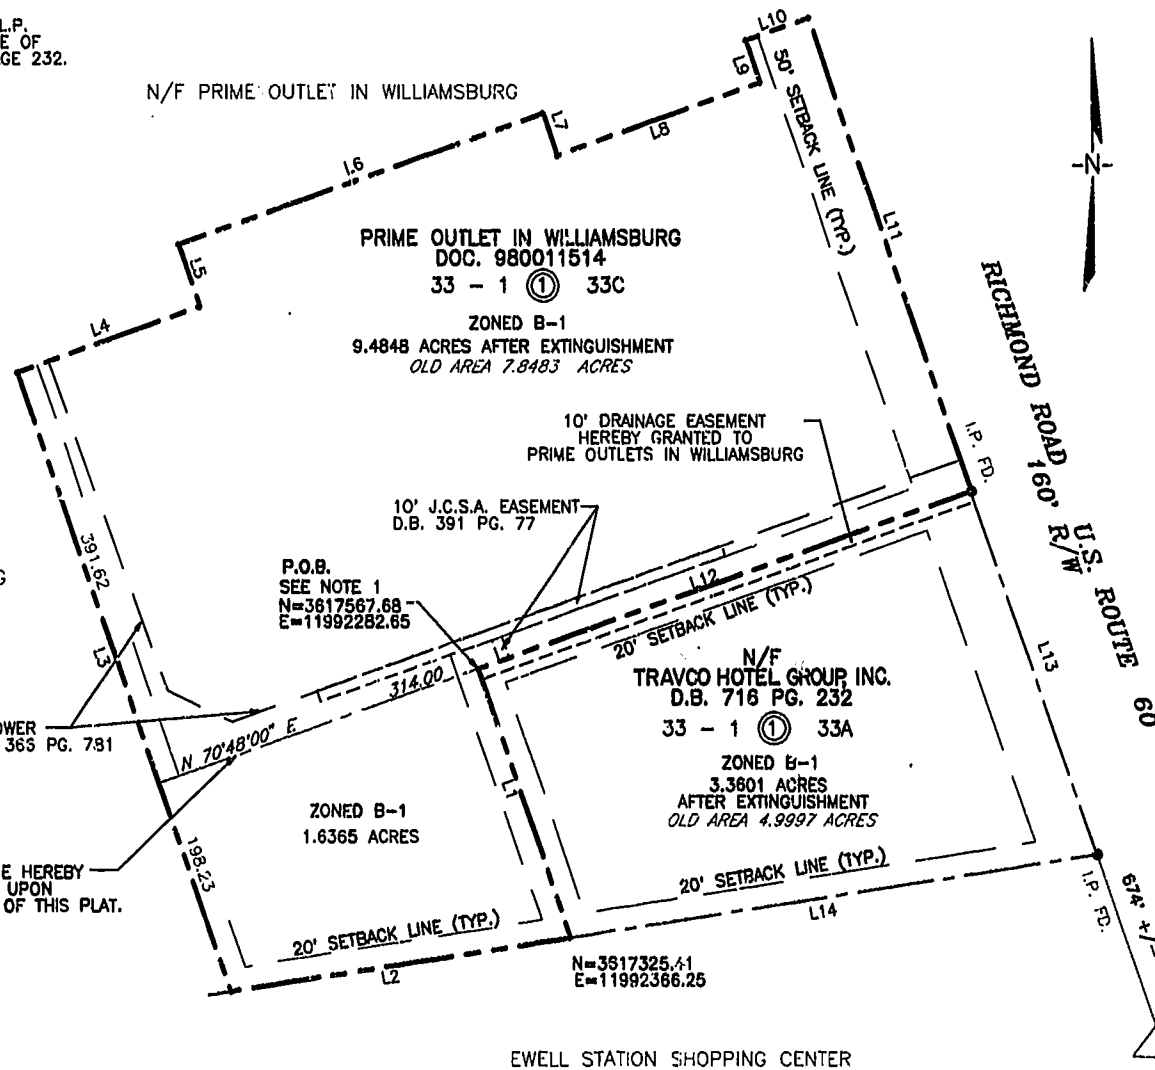 L.P.
E OF
GE 232.
N/F PRIME OUTLET IN WILLIAMSBURG
L10
L9
50' SETBACK LINE (TYP.)
L7
L8
L6
-N-
L11
PRIME OUTLET IN WILLIAMSBURG
DOC. 980011514
33 - 1 ① 33C
ZONED B-1
9.4848 ACRES AFTER EXTINGUISHMENT
OLD AREA 7.8483 ACRES
L5
L4
RICHMOND ROAD
160' R/W
U.S. ROUTE 60
10' DRAINAGE EASEMENT
HEREBY GRANTED TO
PRIME OUTLETS IN WILLIAMSBURG
I.P. FD.
10' J.C.S.A. EASEMENT
D.B. 391 PG. 77
391.62
G
P.O.B.
SEE NOTE 1
N=3617567.68
E=11992282.65
L12
20' SETBACK LINE (TYP.)
L3
L13
N/F
TRAVCO HOTEL GROUP, INC.
D.B. 716 PG. 232
33 - 1 ① 33A
ZONED B-1
3.3601 ACRES
AFTER EXTINGUISHMENT
OLD AREA 4.9997 ACRES
314.00
N 70°48'00" E
OWER
365 PG. 781
L1
ZONED B-1
1.6365 ACRES
198.23
E HEREBY
UPON
OF THIS PLAT.
20' SETBACK LINE (TYP.)
L14
I.P. FD.
674' +/-
20' SETBACK LINE (TYP.)
L2
N=3617325.41
E=11992366.25
EWELL STATION SHOPPING CENTER